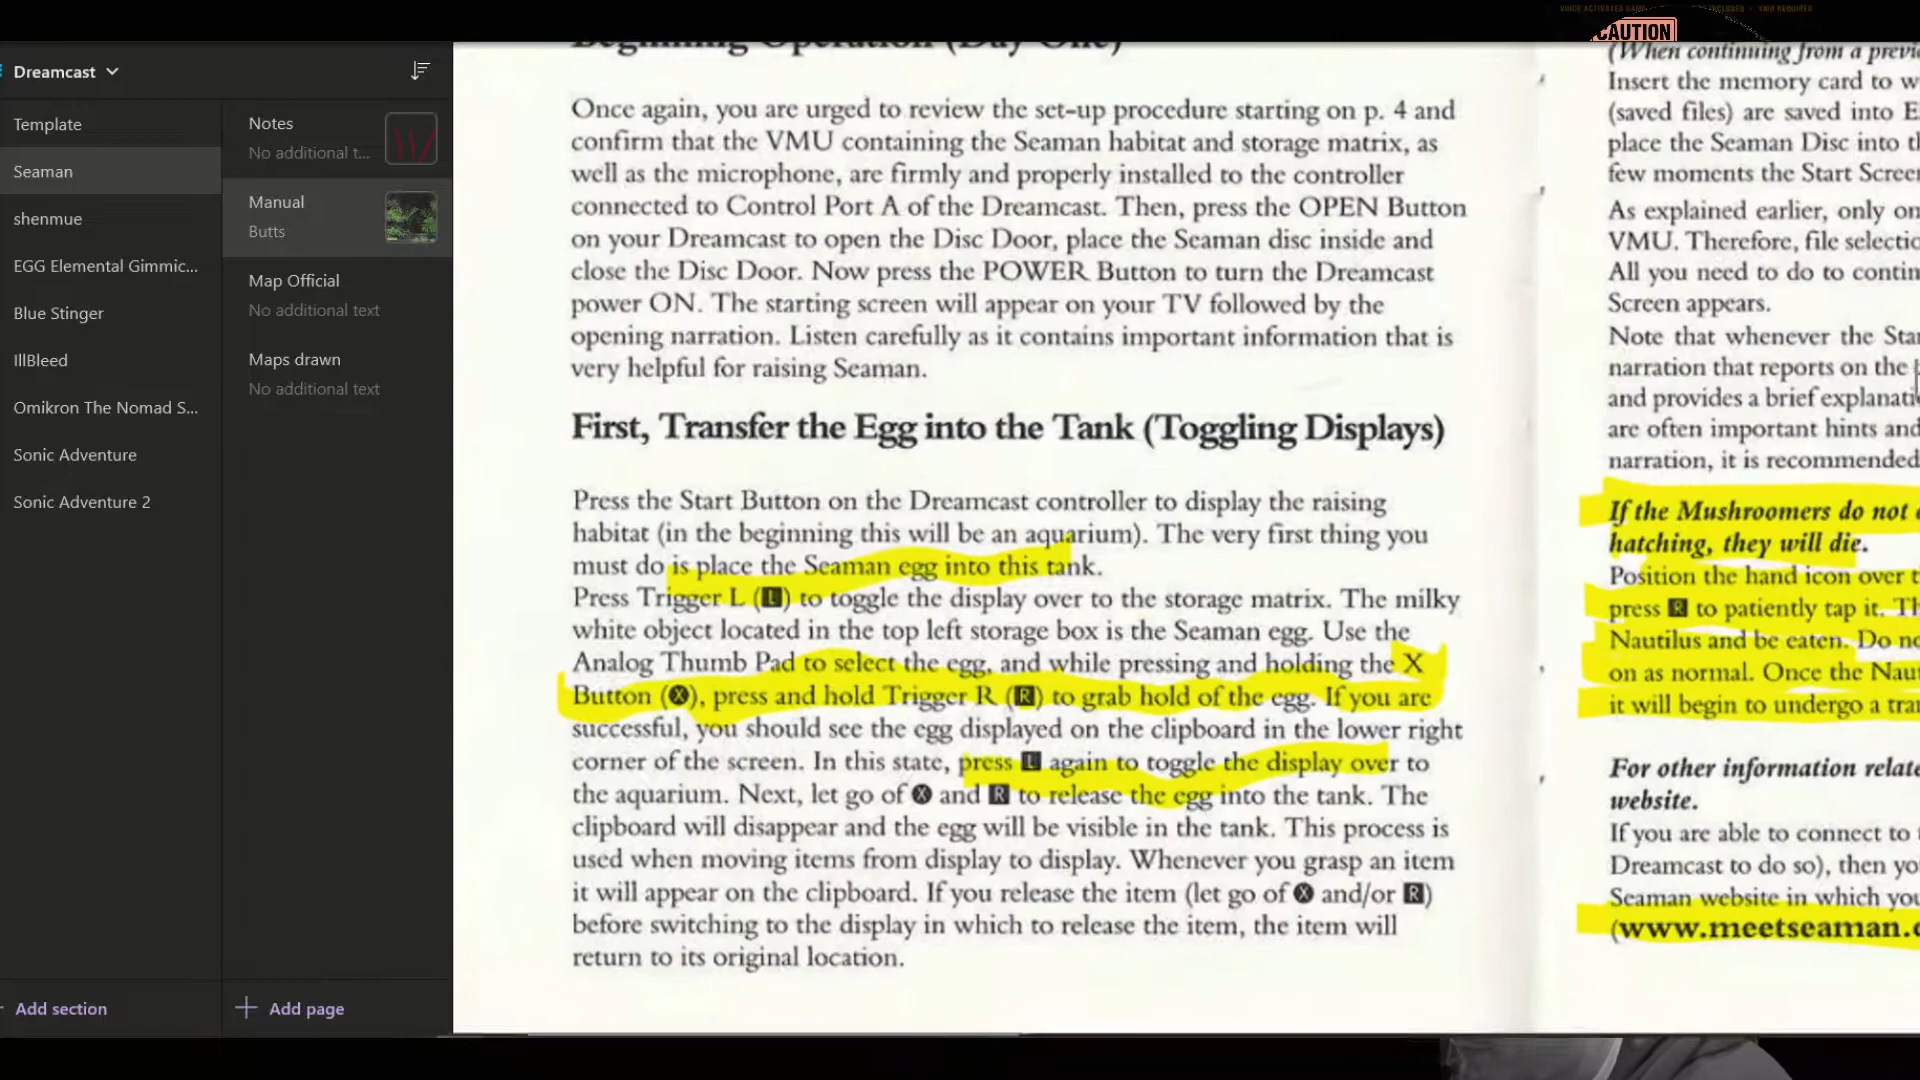 CAUTION
Dreamcast
Template
Seaman
shenmue
EGG Elemental Gimmic...
Blue Stinger
IllBleed
Omikron The Nomad S...
Sonic Adventure
Sonic Adventure 2
Add section
Notes
No additional t...
Manual
Butts
Map Official
No additional text
Maps drawn
No additional text
Add page
Beginning Operation (Day One)
Once again, you are urged to review the set-up procedure starting on p. 4 and
confirm that the VMU containing the Seaman habitat and storage matrix, as
well as the microphone, are firmly and properly installed to the controller
connected to Control Port A of the Dreamcast. Then, press the OPEN Button
on your Dreamcast to open the Disc Door, place the Seaman disc inside and
close the Disc Door. Now press the POWER Button to turn the Dreamcast
power ON. The starting screen will appear on your TV followed by the
opening narration. Listen carefully as it contains important information that is
very helpful for raising Seaman.
First, Transfer the Egg into the Tank (Toggling Displays)
Press the Start Button on the Dreamcast controller to display the raising
habitat (in the beginning this will be an aquarium). The very first thing you
must do is place the Seaman egg into this tank.
Press Trigger L (L) to toggle the display over to the storage matrix. The milky
white object located in the top left storage box is the Seaman egg. Use the
Analog Thumb Pad to select the egg, and while pressing and holding the X
Button (X), press and hold Trigger R (R) to grab hold of the egg. If you are
successful, you should see the egg displayed on the clipboard in the lower right
corner of the screen. In this state, press L again to toggle the display over to
the aquarium. Next, let go of X and R to release the egg into the tank. The
clipboard will disappear and the egg will be visible in the tank. This process is
used when moving items from display to display. Whenever you grasp an item
it will appear on the clipboard. If you release the item (let go of X and/or R)
before switching to the display in which to release the item, the item will
return to its original location.
(When continuing from a previ
Insert the memory card to w
(saved files) are saved into E
place the Seaman Disc into th
few moments the Start Screen
As explained earlier, only on
VMU. Therefore, file selectio
All you need to do to contin
Screen appears.
Note that whenever the Star
narration that reports on the
and provides a brief explanati
are often important hints and
narration, it is recommended
If the Mushroomers do not
hatching, they will die.
Position the hand icon over t
press R to patiently tap it. Th
Nautilus and be eaten. Do no
on as normal. Once the Naut
it will begin to undergo a tran
For other information relate
website.
If you are able to connect to
Dreamcast to do so), then you
Seaman website in which you
(www.meetseaman.c